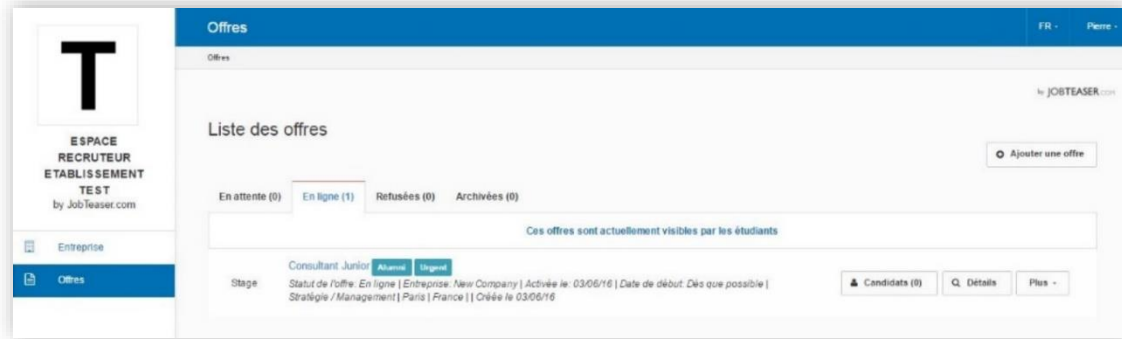 T
Offres
FR
Pierre
Offres
by JOBTEASER.com
ESPACE
RECRUTEUR
ETABLISSEMENT
TEST
by JobTeaser.com
Entreprise
Offres
Liste des offres
Ajouter une offre
En attente (0) En ligne (1) Refusées (0) Archivées (0)
Ces offres sont actuellement visibles par les étudiants
Stage
Consultant Junior Alumni Urgent
Statut de l'offre: En ligne | Entreprise: New Company | Activée le: 03/06/16 | Date de début: Dès que possible |
Stratégie / Management | Paris | France | | Créée le 03/06/16
Candidats (0) Détails Plus